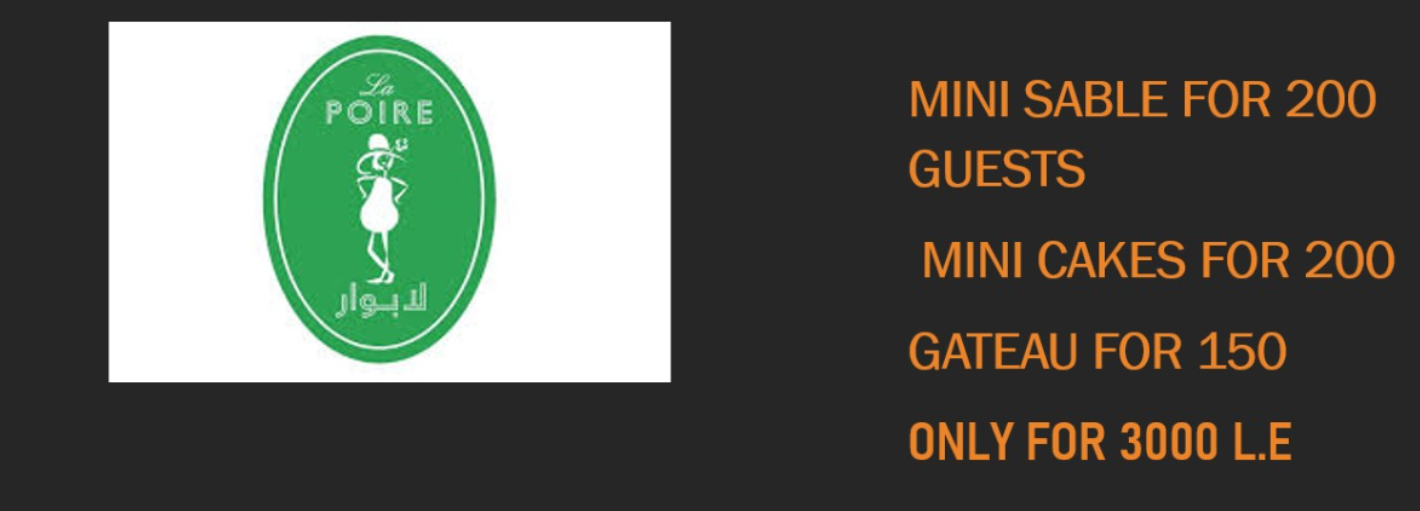 La
POIRE
لابوار
MINI SABLE FOR 200
GUESTS
MINI CAKES FOR 200
GATEAU FOR 150
ONLY FOR 3000 L.E